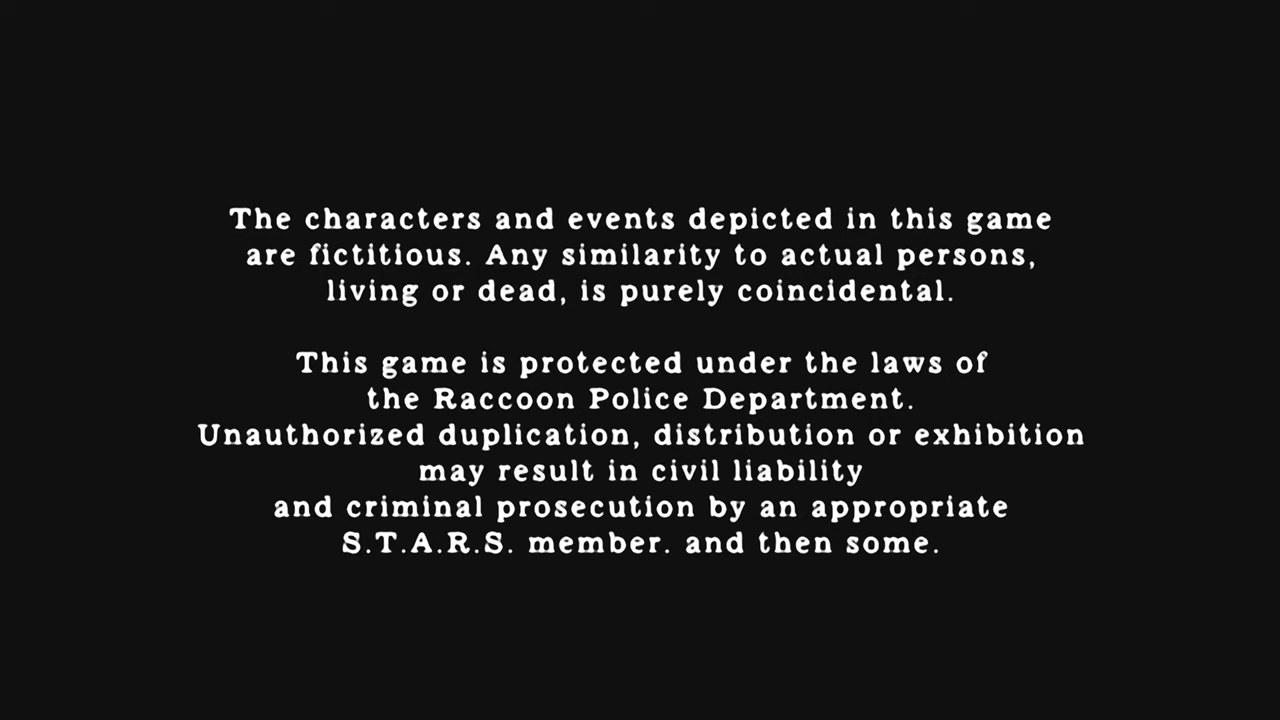 The characters and events depicted in this game
are fictitious. Any similarity to actual persons,
living or dead, is purely coincidental.
This game is protected under the laws of
the Raccoon Police Department.
Unauthorized duplication, distribution or exhibition
may result in civil liability
and criminal prosecution by an appropriate
S.T.A.R.S. member. and then some.